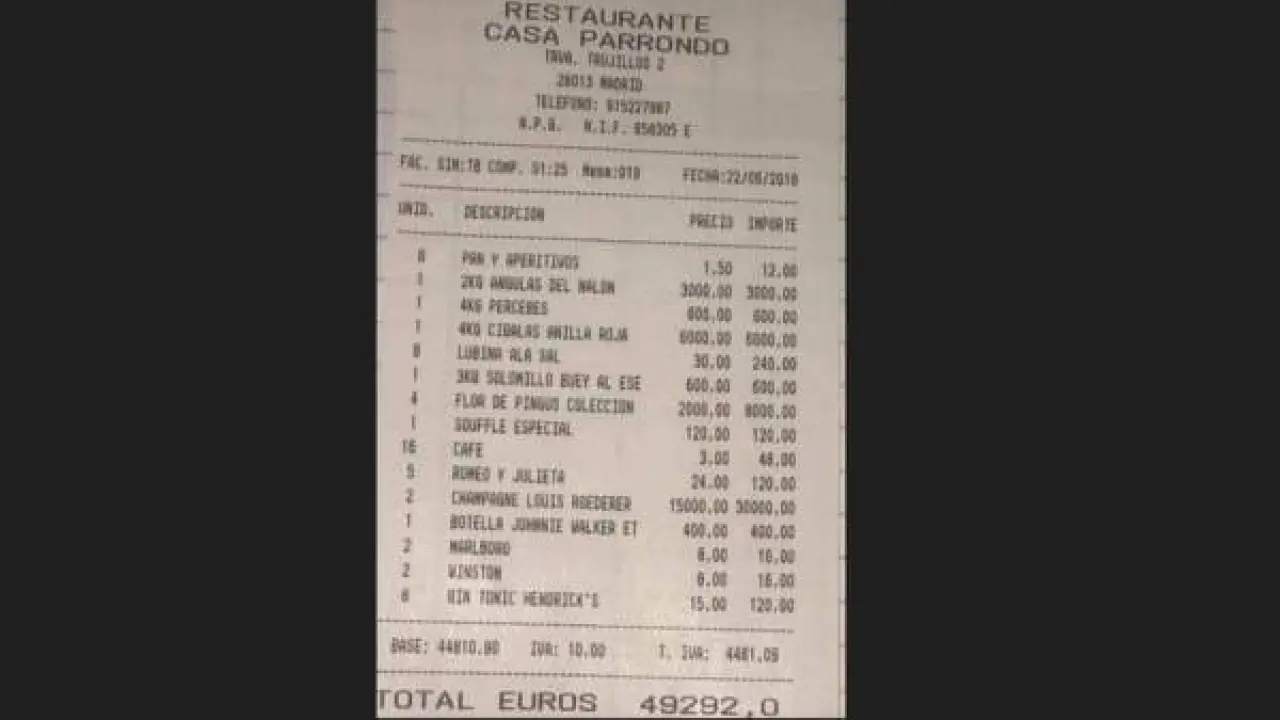 RESTAURANTE
CASA PARRONDO
TRVA. TRUJILLOS 2
28013 MADRID
TELEFONO:
N.I.F. E
FAC. SIM:18 COMP. 01:25 Mesa:019 FECHA:22/06/2018
UNID. DESCRIPCION PRECIO IMPORTE
8 PAN Y APERITIVOS 1.50 12.00
1 2KG ANGULAS DEL NALON 3000.00 3000.00
1 4KG PERCEBES 600.00 600.00
1 4KG CIGALAS ANILLA ROJA 6000.00 6000.00
8 LUBINA ALA SAL 30.00 240.00
1 3KG SOLOMILLO BUEY AL ESE 600.00 600.00
4 FLOR DE PINGUS COLECCION 2000.00 8000.00
1 SOUFFLE ESPECIAL 120.00 120.00
16 CAFE 3.00 48.00
5 ROMEO Y JULIETA 24.00 120.00
2 CHAMPAGNE LOUIS ROEDERER 15000.00 30000.00
1 BOTELLA JOHNNIE WALKER ET 400.00 400.00
2 MARLBORO 8.00 16.00
2 WINSTON 8.00 16.00
8 GIN TONIC HENDRICK'S 15.00 120.00
BASE: 44810.90 IVA: 10.00 T. IVA: 4481.09
TOTAL EUROS 49292,0